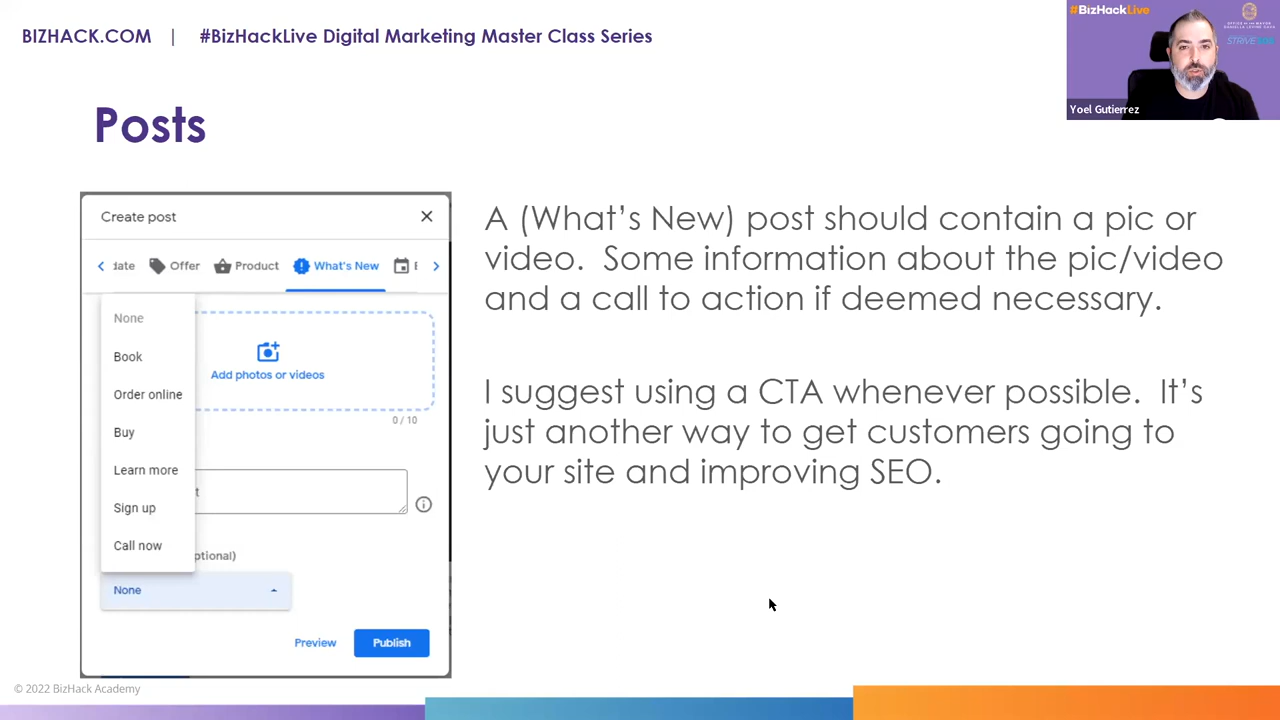 BIZHACK.COM | #BizHackLive Digital Marketing Master Class Series
#BizHackLive
Yoel Gutierrez
Posts
Create post
date Offer Product What's New E
None
Book
Order online
Buy
Learn more
Sign up
Call now
Add photos or videos
0 / 10
t
ptional)
None
Preview Publish
A (What's New) post should contain a pic or
video. Some information about the pic/video
and a call to action if deemed necessary.
I suggest using a CTA whenever possible. It's
just another way to get customers going to
your site and improving SEO.
© 2022 BizHack Academy